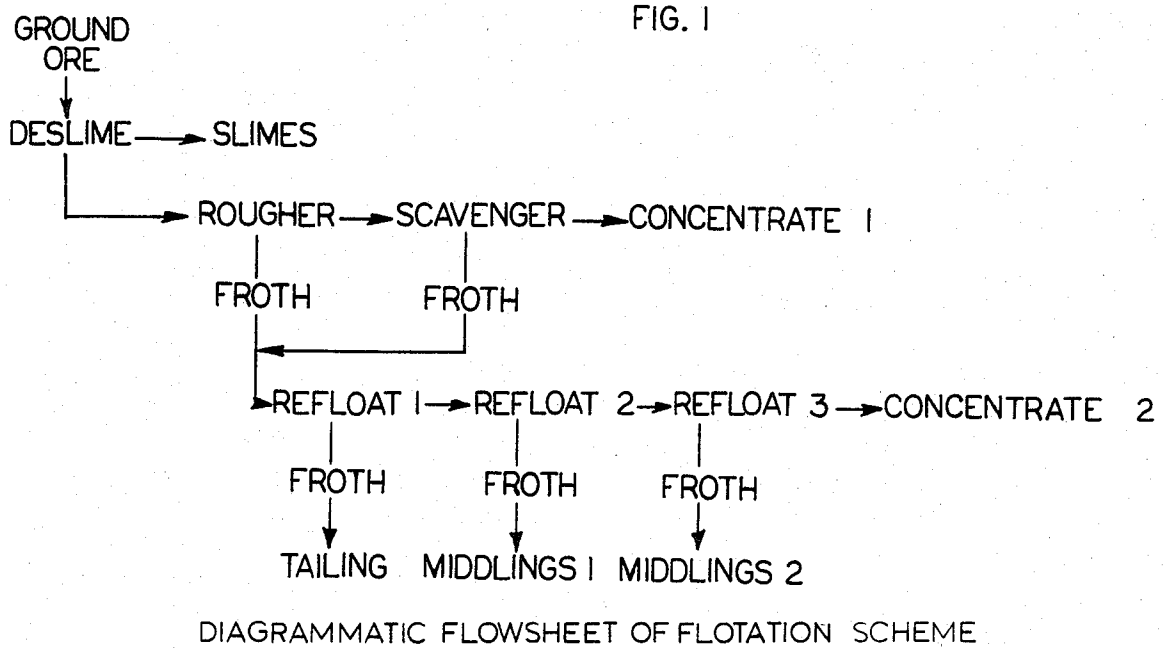 FIG. 1
GROUND
ORE
DESLIME SLIMES
ROUGHER SCAVENGER CONCENTRATE 1
FROTH FROTH
REFLOAT 1 REFLOAT 2 REFLOAT 3 CONCENTRATE 2
FROTH FROTH FROTH
TAILING MIDDLINGS 1 MIDDLINGS 2
DIAGRAMMATIC FLOWSHEET OF FLOTATION SCHEME